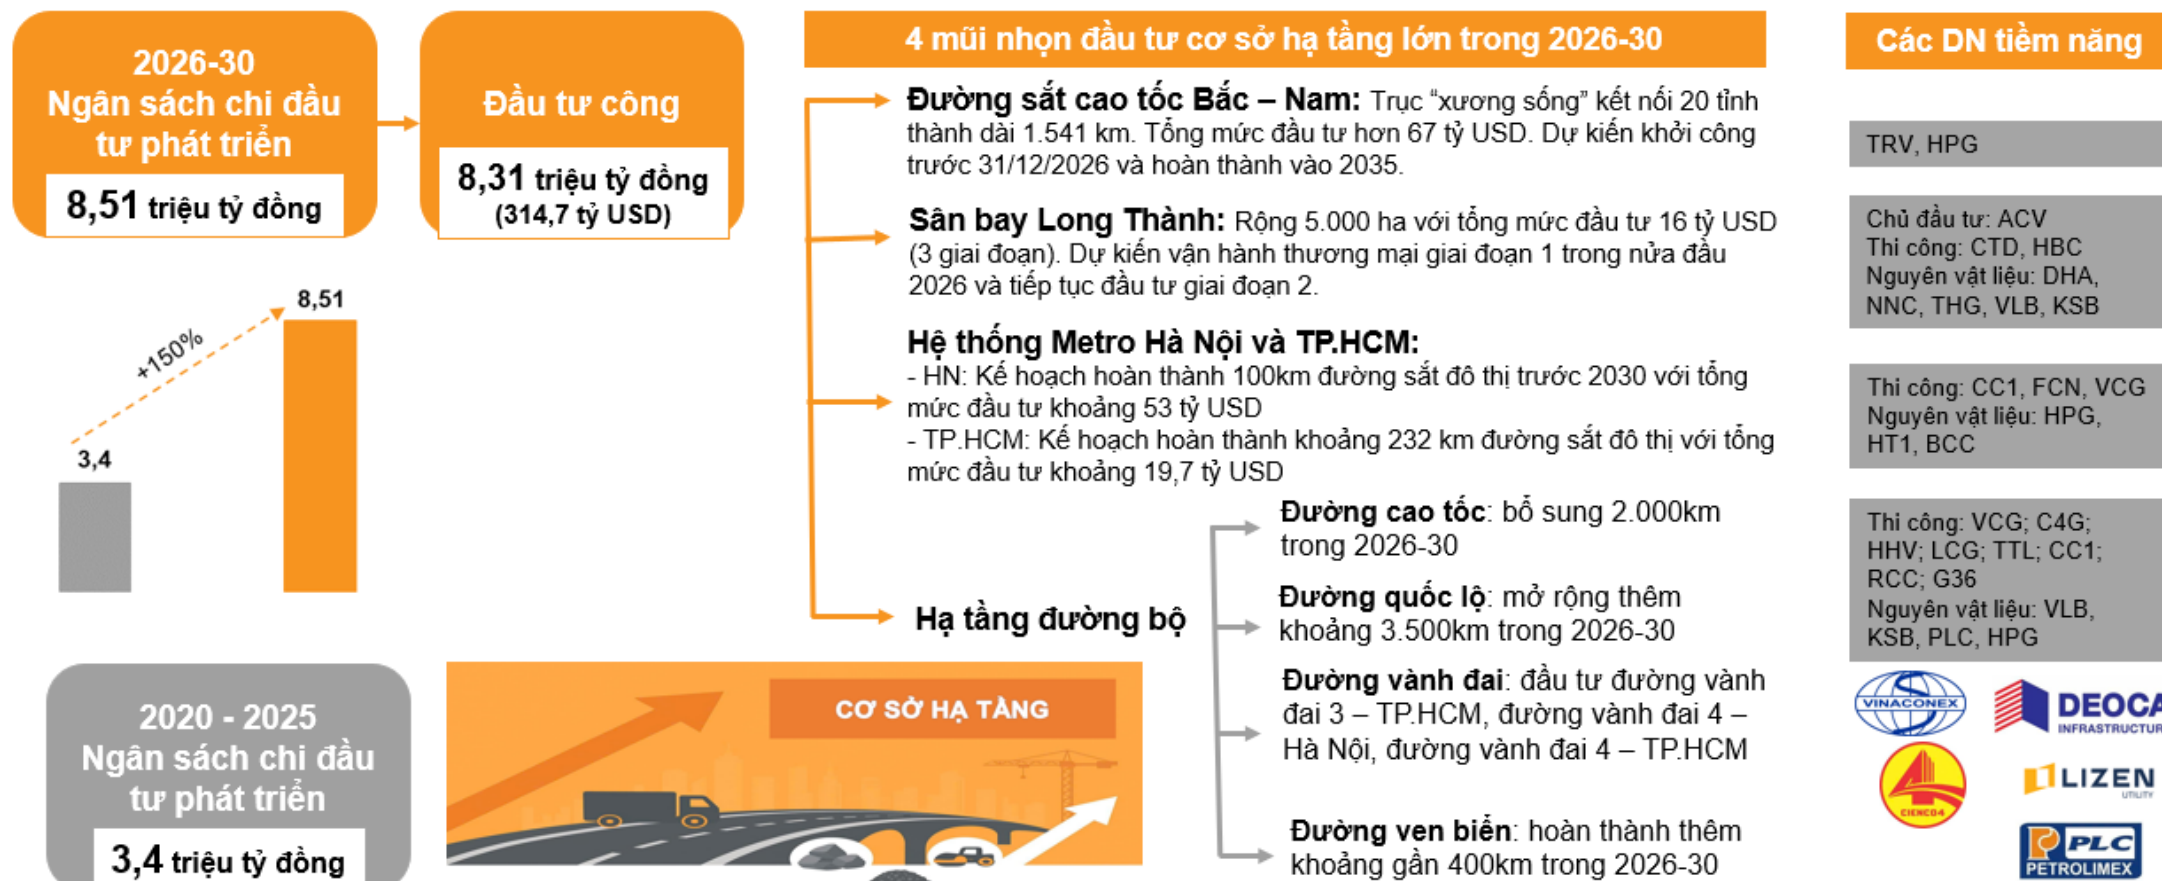 2026-30
Ngân sách chi đầu
tư phát triển
8,51 triệu tỷ đồng
Đầu tư công
8,31 triệu tỷ đồng
(314,7 tỷ USD)
8,51
+150%
3,4
2020 - 2025
Ngân sách chi đầu
tư phát triển
3,4 triệu tỷ đồng
CƠ SỞ HẠ TẦNG
4 mũi nhọn đầu tư cơ sở hạ tầng lớn trong 2026-30
Đường sắt cao tốc Bắc – Nam: Trục “xương sống” kết nối 20 tỉnh
thành dài 1.541 km. Tổng mức đầu tư hơn 67 tỷ USD. Dự kiến khởi công
trước 31/12/2026 và hoàn thành vào 2035.
Sân bay Long Thành: Rộng 5.000 ha với tổng mức đầu tư 16 tỷ USD
(3 giai đoạn). Dự kiến vận hành thương mại giai đoạn 1 trong nửa đầu
2026 và tiếp tục đầu tư giai đoạn 2.
Hệ thống Metro Hà Nội và TP.HCM:
- HN: Kế hoạch hoàn thành 100km đường sắt đô thị trước 2030 với tổng
mức đầu tư khoảng 53 tỷ USD
- TP.HCM: Kế hoạch hoàn thành khoảng 232 km đường sắt đô thị với tổng
mức đầu tư khoảng 19,7 tỷ USD
Hạ tầng đường bộ
Đường cao tốc: bổ sung 2.000km
trong 2026-30
Đường quốc lộ: mở rộng thêm
khoảng 3.500km trong 2026-30
Đường vành đai: đầu tư đường vành
đai 3 – TP.HCM, đường vành đai 4 –
Hà Nội, đường vành đai 4 – TP.HCM
Đường ven biển: hoàn thành thêm
khoảng gần 400km trong 2026-30
Các DN tiềm năng
TRV, HPG
Chủ đầu tư: ACV
Thi công: CTD, HBC
Nguyên vật liệu: DHA,
NNC, THG, VLB, KSB
Thi công: CC1, FCN, VCG
Nguyên vật liệu: HPG,
HT1, BCC
Thi công: VCG; C4G;
HHV; LCG; TTL; CC1;
RCC; G36
Nguyên vật liệu: VLB,
KSB, PLC, HPG
VINACONEX
DEOCA
INFRASTRUCTUR
CIENCO4
LIZEN
UTILITY
PLC
PETROLIMEX